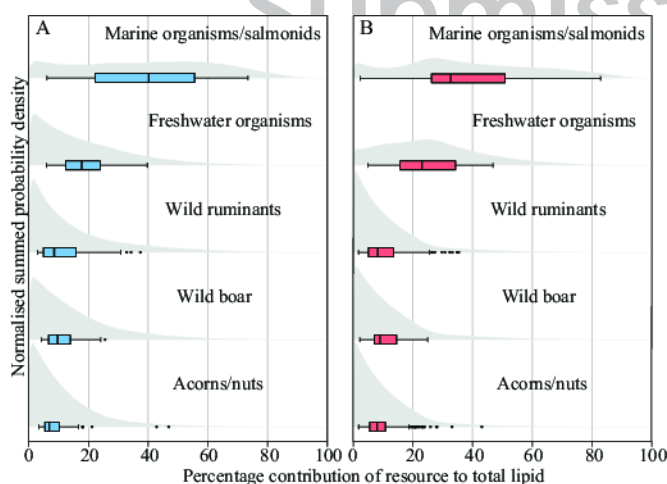 A
Marine organisms/salmonids
Freshwater organisms
Wild ruminants
Wild boar
Acorns/nuts
0 20 40 60 80 100
B
Marine organisms/salmonids
Freshwater organisms
Wild ruminants
Wild boar
Acorns/nuts
0 20 40 60 80 100
Normalised summed probability density
Percentage contribution of resource to total lipid